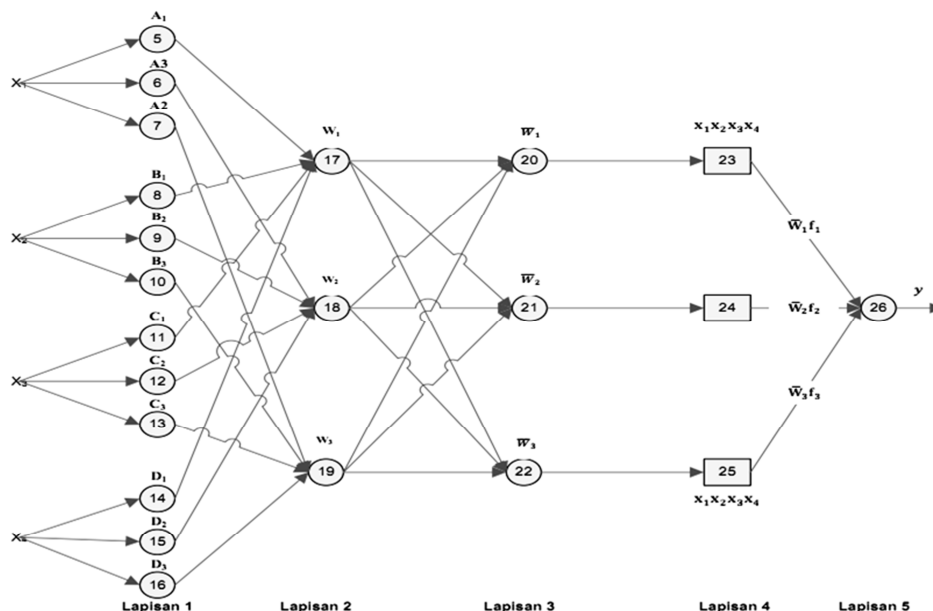 A₁
5
A3
6
A2
7
X₁
B₁
8
B₂
9
B₃
10
X₂
C₁
11
C₂
12
C₃
13
X₃
D₁
14
D₂
15
D₃
16
W₁
17
W₂
18
W₃
19
W̅₁
20
W̅₂
21
W̅₃
22
x₁x₂x₃x₄
23
24
25
x₁x₂x₃x₄
W̅₁f₁
W̅₂f₂
W̅₃f₃
26
y
Lapisan 1 Lapisan 2 Lapisan 3 Lapisan 4 Lapisan 5